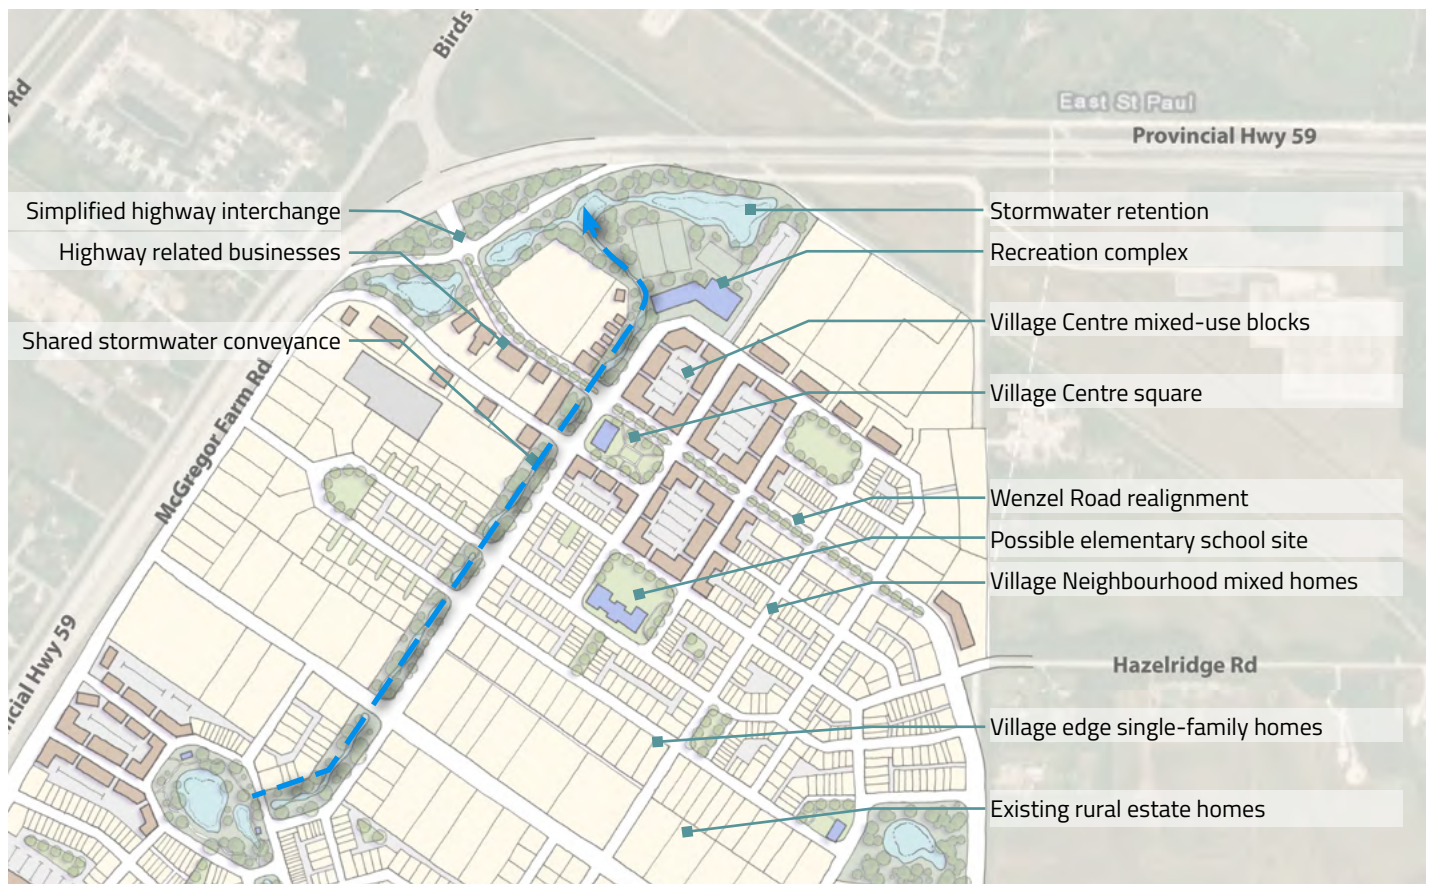 Birds
Rd
East St Paul
Provincial Hwy 59
Simplified highway interchange
Highway related businesses
Shared stormwater conveyance
Stormwater retention
Recreation complex
Village Centre mixed-use blocks
Village Centre square
McGregor Farm Rd
Wenzel Road realignment
Possible elementary school site
Village Neighbourhood mixed homes
Hazelridge Rd
ncial Hwy 59
Village edge single-family homes
Existing rural estate homes